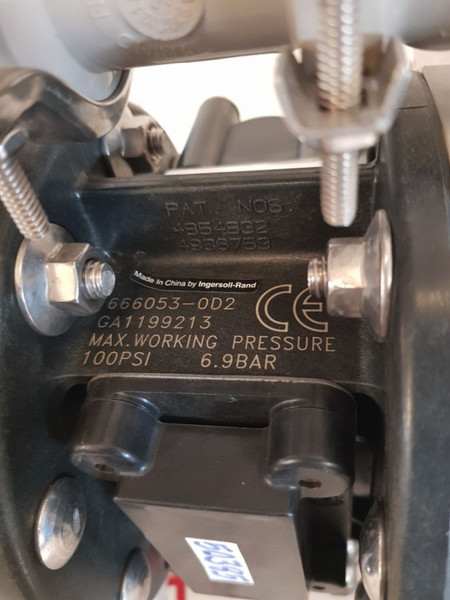 PAT. NOS.
4854832
4936753
Made in China by Ingersoll-Rand
666053-0D2
CE
GA1199213
MAX.WORKING PRESSURE
100PSI 6.9BAR